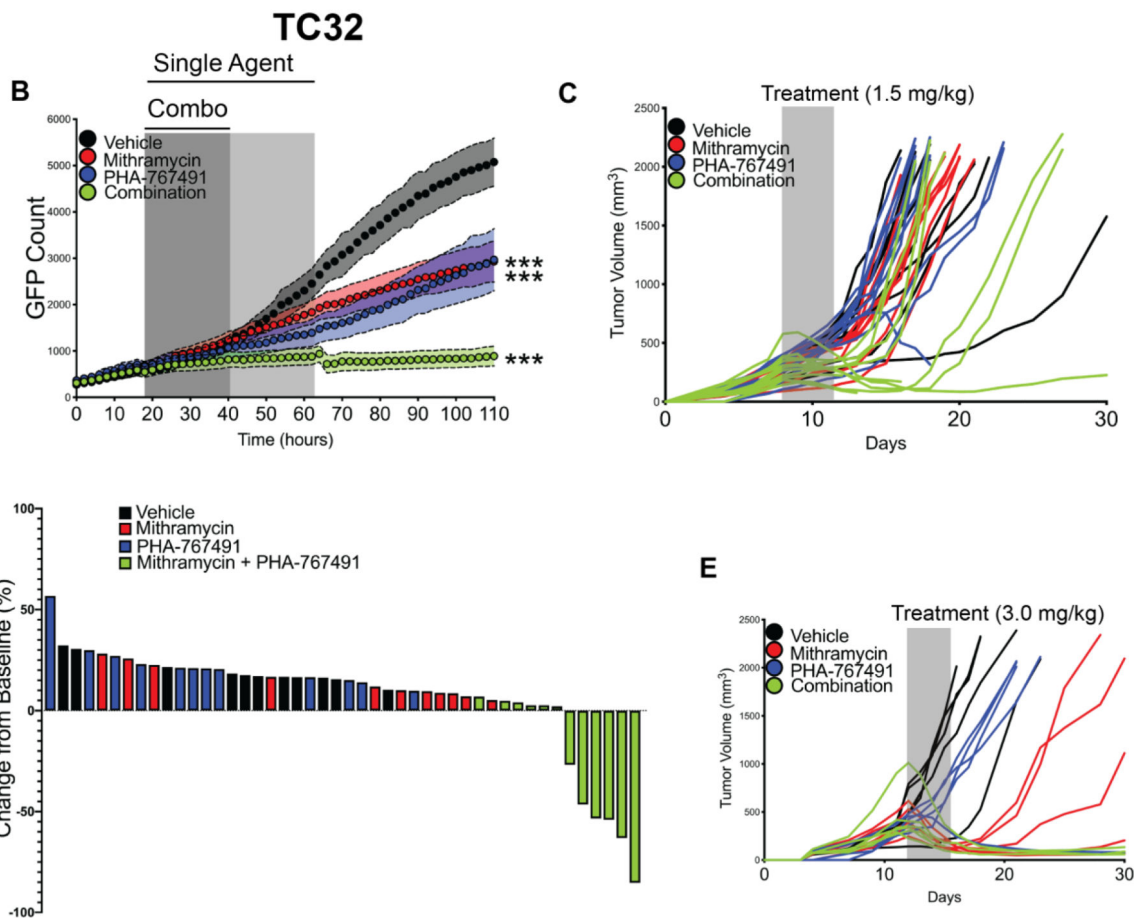 TC32
B
Single Agent
Combo
Vehicle
Mithramycin
PHA-767491
Combination
GFP Count
6000
5000
4000
3000
2000
1000
0
***
***
***
0 10 20 30 40 50 60 70 80 90 100 110
Time (hours)
C
Treatment (1.5 mg/kg)
Vehicle
Mithramycin
PHA-767491
Combination
Tumor Volume (mm3)
2500
2000
1500
1000
500
0
0 10 20 30
Days
Vehicle
Mithramycin
PHA-767491
Mithramycin + PHA-767491
Change from Baseline (%)
100
50
0
-50
-100
E
Treatment (3.0 mg/kg)
Vehicle
Mithramycin
PHA-767491
Combination
Tumor Volume (mm3)
2500
2000
1500
1000
500
0
0 10 20 30
Days